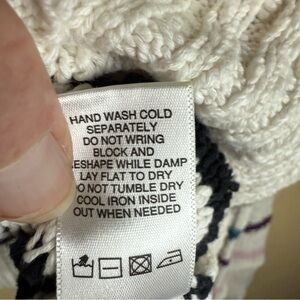 HAND WASH COLD
SEPARATELY
DO NOT WRING
BLOCK AND
ESHAPE WHILE DAMP
LAY FLAT TO DRY
DO NOT TUMBLE DRY
COOL IRON INSIDE
OUT WHEN NEEDED